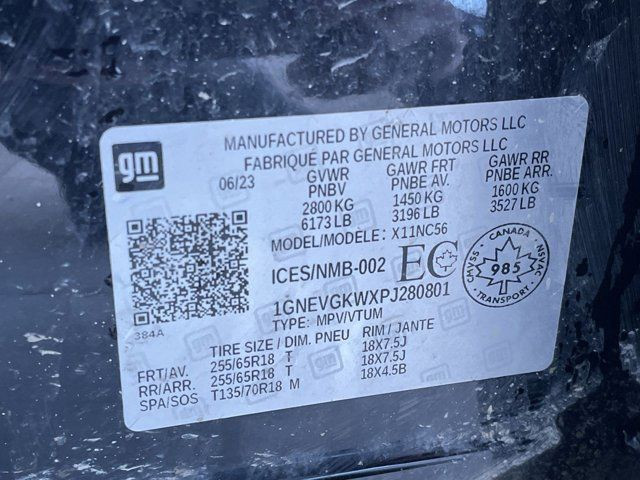 gm
MANUFACTURED BY GENERAL MOTORS LLC
FABRIQUÉ PAR GENERAL MOTORS LLC
06/23 GVWR GAWR FRT GAWR RR
PNBV PNBE AV. PNBE ARR.
2800 KG 1450 KG 1600 KG
6173 LB 3196 LB 3527 LB
MODEL/MODELE: X11NC56
ICES/NMB-002 EC
CANADA
CMVSS 985 NSVAC
TRANSPORT
1GNEVGKWXPJ280801
384A
TYPE: MPV/VTUM
TIRE SIZE / DIM. PNEU RIM / JANTE
FRT/AV. 255/65R18 T 18X7.5J
RR/ARR. 255/65R18 T 18X7.5J
SPA/SOS T135/70R18 M 18X4.5B